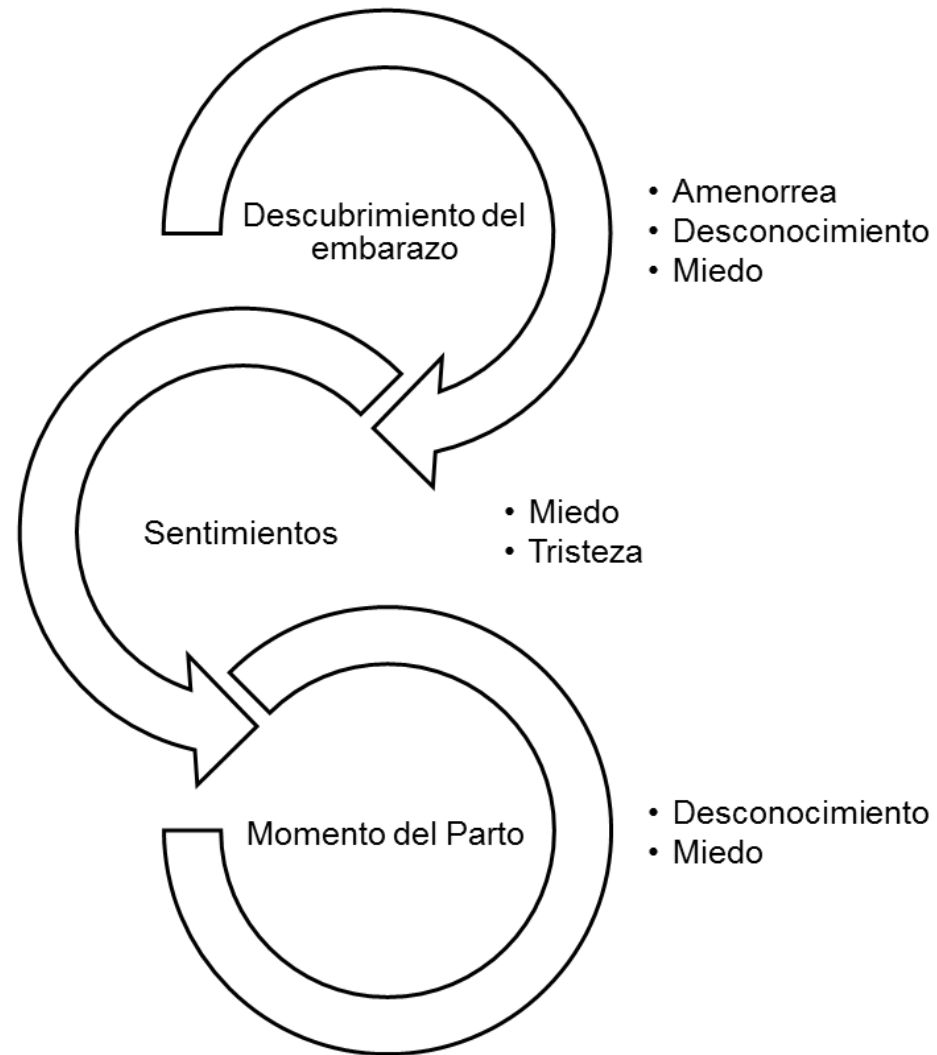 Descubrimiento del
embarazo
• Amenorrea
• Desconocimiento
• Miedo
Sentimientos
• Miedo
• Tristeza
Momento del Parto
• Desconocimiento
• Miedo